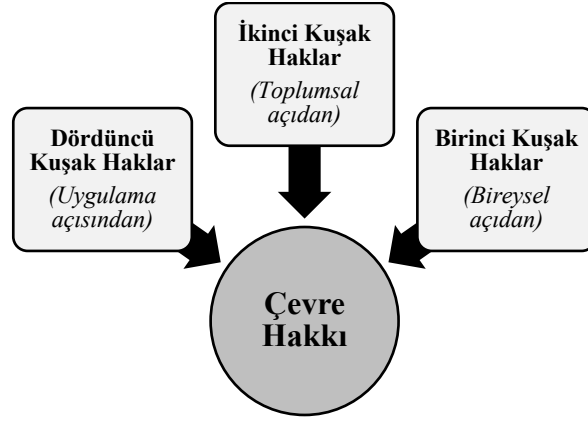 İkinci Kuşak
Haklar
(Toplumsal
açıdan)
Dördüncü
Kuşak Haklar
(Uygulama
açısından)
Birinci Kuşak
Haklar
(Bireysel
açıdan)
Çevre
Hakkı